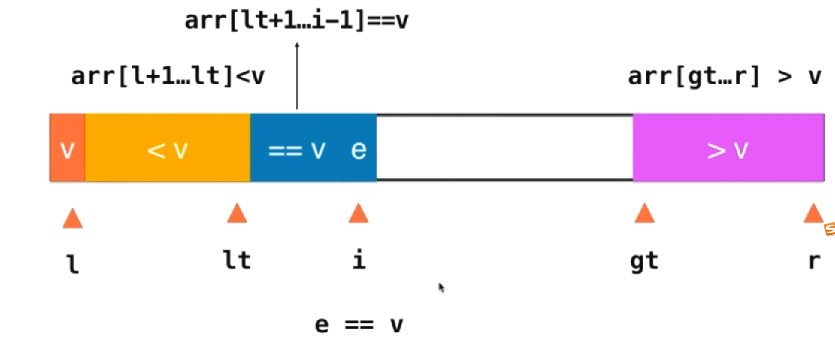 arr[lt+1…i-1]==v
arr[l+1…lt]<v
arr[gt…r] > v
v
< v
== v
e
> v
l
lt
i
gt
r
e == v